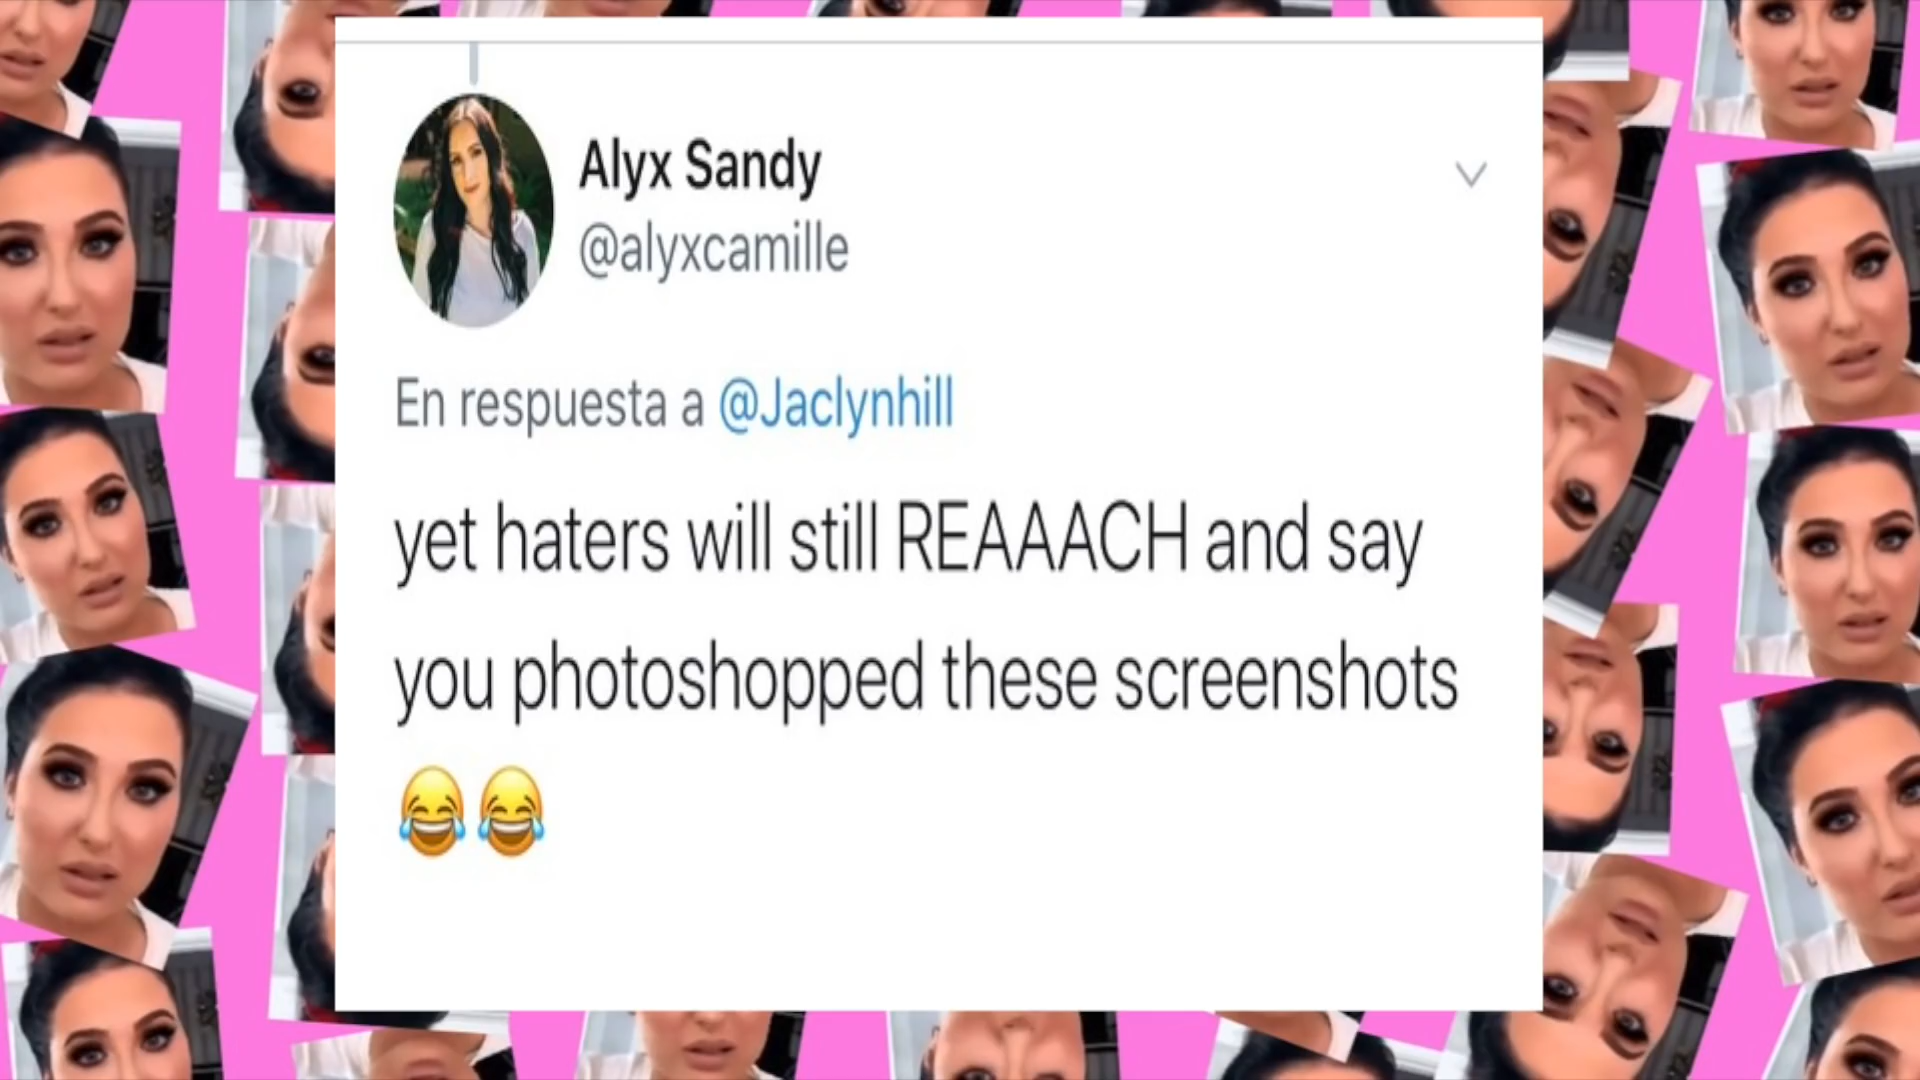 Alyx Sandy
@alyxcamille
En respuesta a @Jaclynhill
yet haters will still REAAACH and say
you photoshopped these screenshots
😂😂